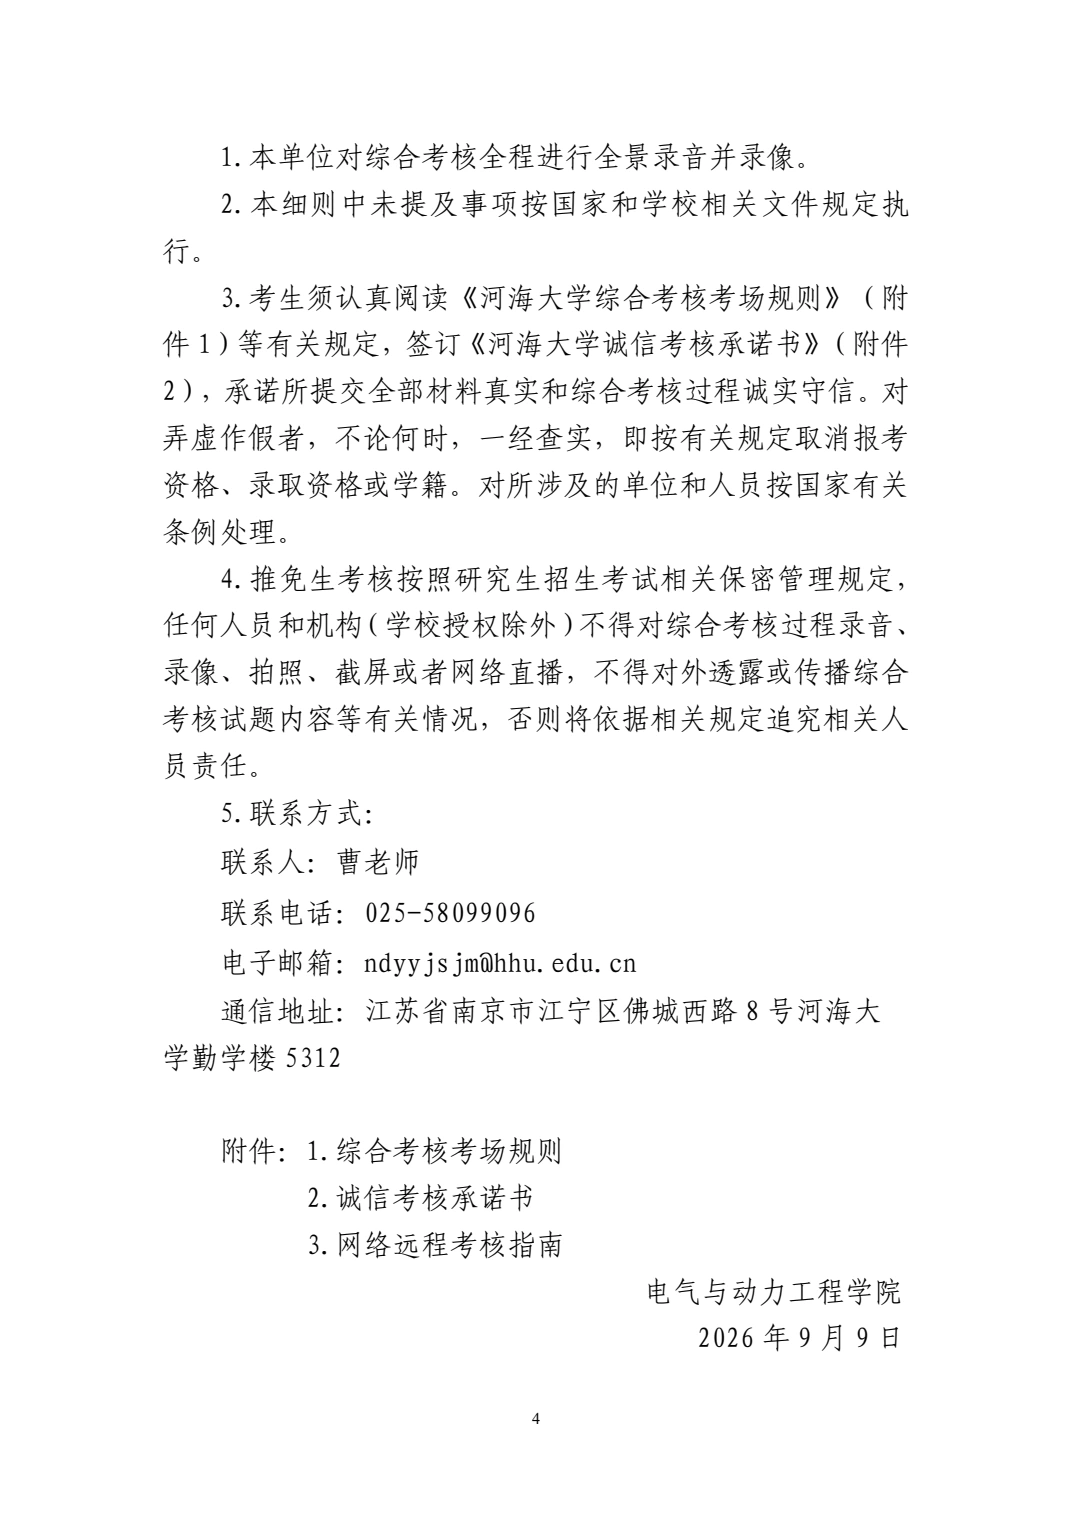 1.本单位对综合考核全程进行全景录音并录像。
2.本细则中未提及事项按国家和学校相关文件规定执
行。
3.考生须认真阅读《河海大学综合考核考场规则》（附
件 1）等有关规定，签订《河海大学诚信考核承诺书》（附件
2），承诺所提交全部材料真实和综合考核过程诚实守信。对
弄虚作假者，不论何时，一经查实，即按有关规定取消报考
资格、录取资格或学籍。对所涉及的单位和人员按国家有关
条例处理。
4.推免生考核按照研究生招生考试相关保密管理规定，
任何人员和机构（学校授权除外）不得对综合考核过程录音、
录像、拍照、截屏或者网络直播，不得对外透露或传播综合
考核试题内容等有关情况，否则将依据相关规定追究相关人
员责任。
5.联系方式：
联系人：曹老师
联系电话：025-58099096
电子邮箱：ndyyjsjm@hhu.edu.cn
通信地址：江苏省南京市江宁区佛城西路 8 号河海大
学勤学楼 5312
附件：1.综合考核考场规则
2.诚信考核承诺书
3.网络远程考核指南
电气与动力工程学院
2026 年 9 月 9 日
4